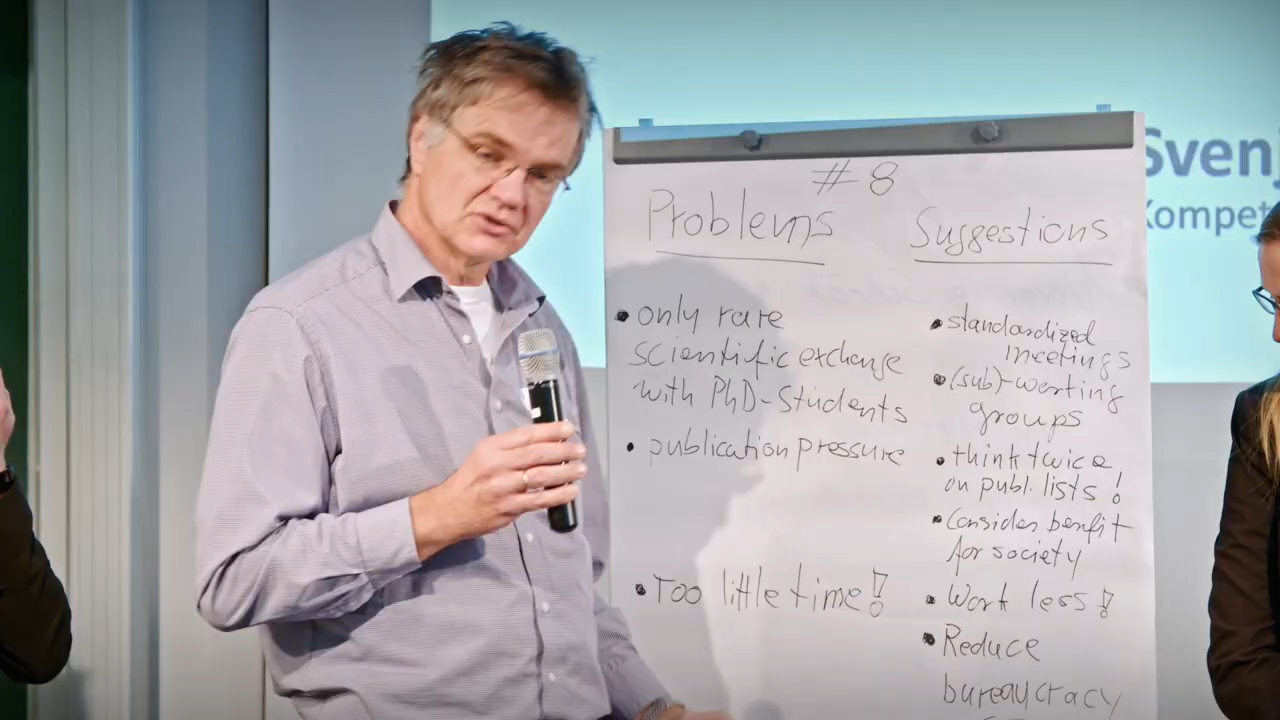 Svenj
Kompet
# 8
Problems
Suggestions
• only rare
scientific exchange
with PhD-Students
• publication pressure
• Too little time!
• standardized
meetings
• (sub)-working
groups
• think twice
on publ. lists!
• Consider benefit
for society
• Work less!
• Reduce
bureaucracy